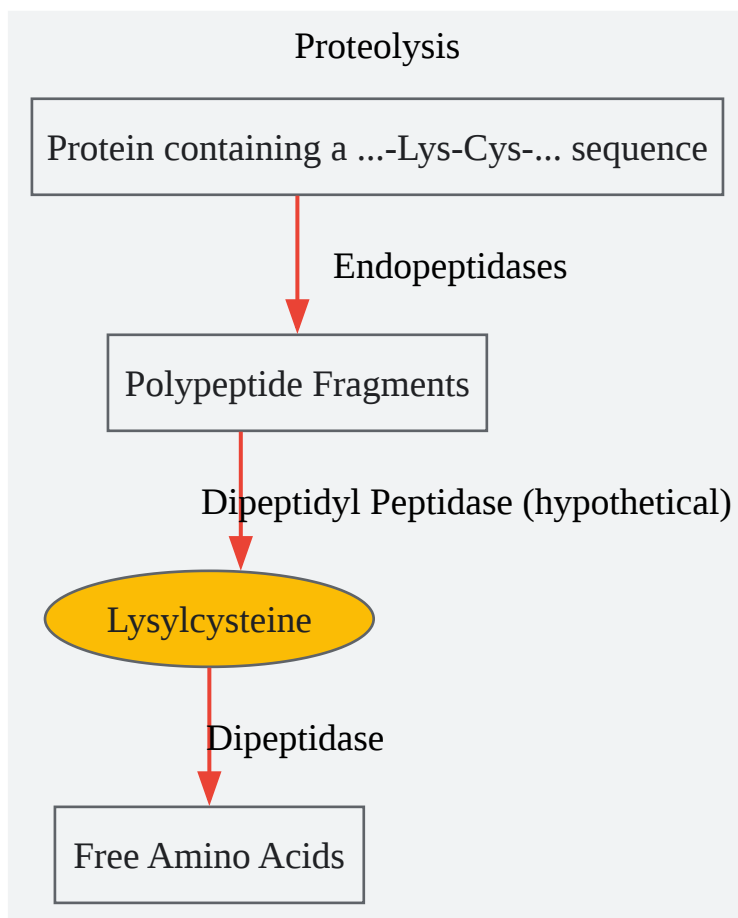 Proteolysis
Protein containing a ...-Lys-Cys-... sequence
Endopeptidases
Polypeptide Fragments
Dipeptidyl Peptidase (hypothetical)
Lysylcysteine
Dipeptidase
Free Amino Acids